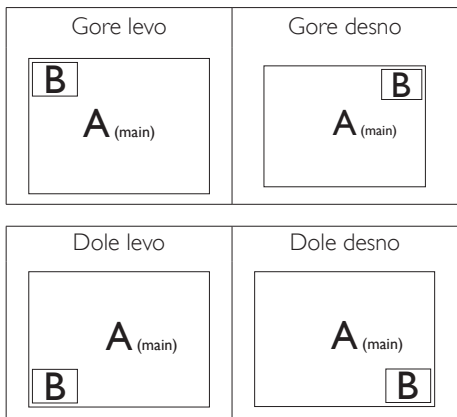 Gore levo
Gore desno
B
A (main)
B
A (main)
Dole levo
Dole desno
A (main)
B
A (main)
B